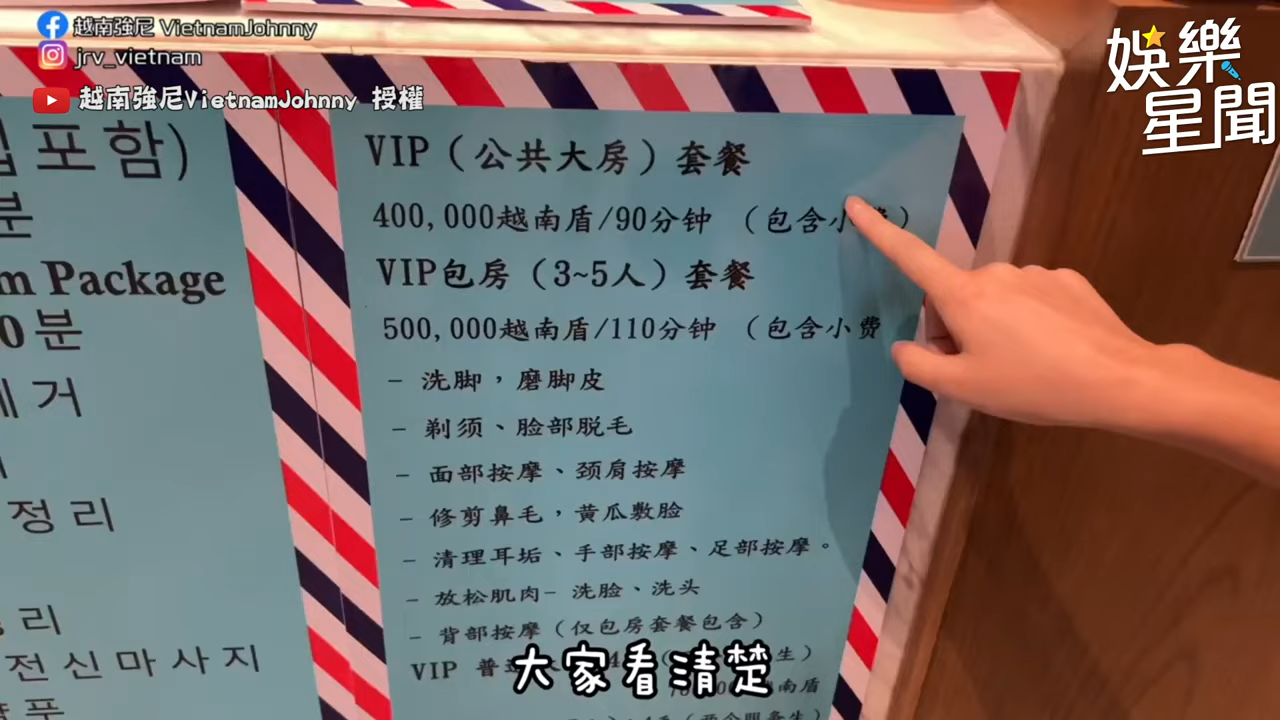 越南強尼 VietnamJohnny
jrv_vietnam
越南強尼VietnamJohnny 授權
娛樂
星聞
포함)
분
m Package
0분
거
정리
리
전신마사지
VIP（公共大房）套餐
400,000越南盾/90分钟 （包含小费）
VIP包房（3~5人）套餐
500,000越南盾/110分钟 （包含小费
– 洗脚，磨脚皮
– 剃须、脸部脱毛
– 面部按摩、颈肩按摩
– 修剪鼻毛，黄瓜敷脸
– 清理耳垢、手部按摩、足部按摩。
– 放松肌肉– 洗脸、洗头
– 背部按摩（仅包房套餐包含）
VIP 普
生）
南盾
大家看清楚